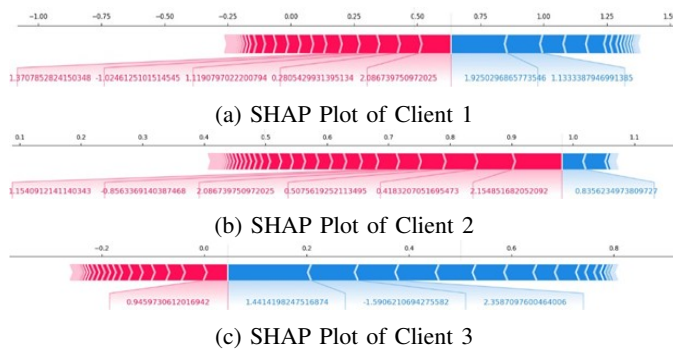 -1.00 -0.75 -0.50 -0.25 0.00 0.25 0.50 0.75 1.00 1.25 1.50
1.3707852824150348 -1.0246125101514545 1.1190797022200794 0.2805429931395134 2.086739750972025 1.9250296865773546 1.1333387946991385
(a) SHAP Plot of Client 1
0.1 0.2 0.3 0.4 0.5 0.6 0.7 0.8 0.9 1.0 1.1
1.1540912141140343 -0.8563369140387468 2.086739750972025 0.5075619252113495 0.4183207051695473 2.154851682052092 0.8356234973809727
(b) SHAP Plot of Client 2
-0.2 0.0 0.2 0.4 0.6 0.8
0.9459730612016942 1.4414198247516874 -1.5906210694275582 2.3587097600464006
(c) SHAP Plot of Client 3